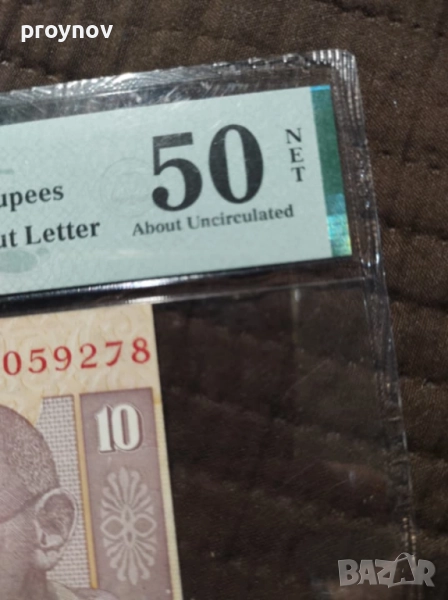 proynov
50
NET
upees
About Uncirculated
ut Letter
059278
10
BAZAR